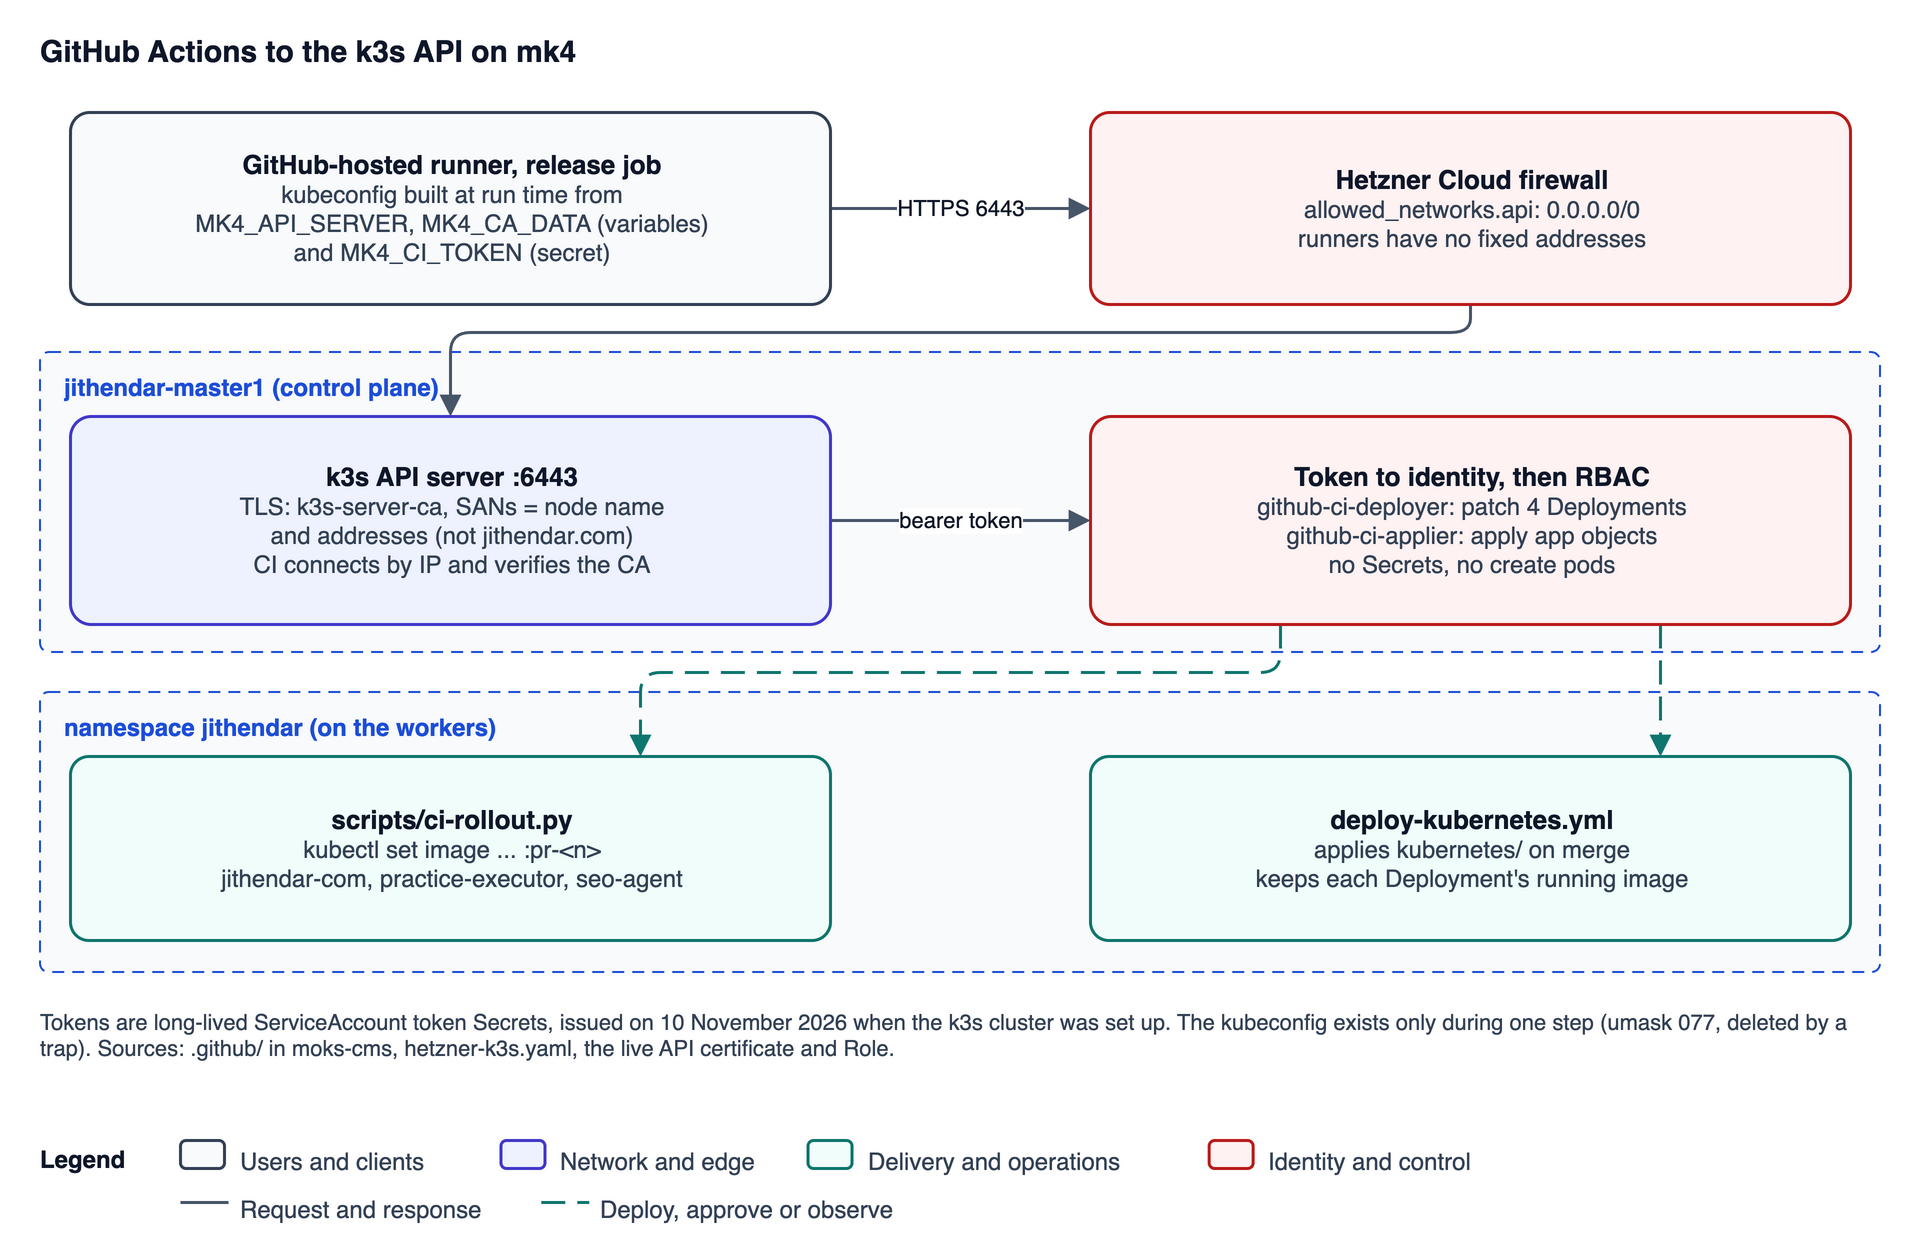 GitHub Actions to the k3s API on mk4
GitHub-hosted runner, release job
kubeconfig built at run time from
MK4_API_SERVER, MK4_CA_DATA (variables)
and MK4_CI_TOKEN (secret)
HTTPS 6443
Hetzner Cloud firewall
allowed_networks.api: 0.0.0.0/0
runners have no fixed addresses
jithendar-master1 (control plane)
k3s API server :6443
TLS: k3s-server-ca, SANs = node name
and addresses (not jithendar.com)
CI connects by IP and verifies the CA
bearer token
Token to identity, then RBAC
github-ci-deployer: patch 4 Deployments
github-ci-applier: apply app objects
no Secrets, no create pods
namespace jithendar (on the workers)
scripts/ci-rollout.py
kubectl set image ... :pr-<n>
jithendar-com, practice-executor, seo-agent
deploy-kubernetes.yml
applies kubernetes/ on merge
keeps each Deployment's running image
Tokens are long-lived ServiceAccount token Secrets, issued on 10 November 2026 when the k3s cluster was set up. The kubeconfig exists only during one step (umask 077, deleted by a
trap). Sources: .github/ in moks-cms, hetzner-k3s.yaml, the live API certificate and Role.
Legend
Users and clients
Network and edge
Delivery and operations
Identity and control
Request and response
Deploy, approve or observe